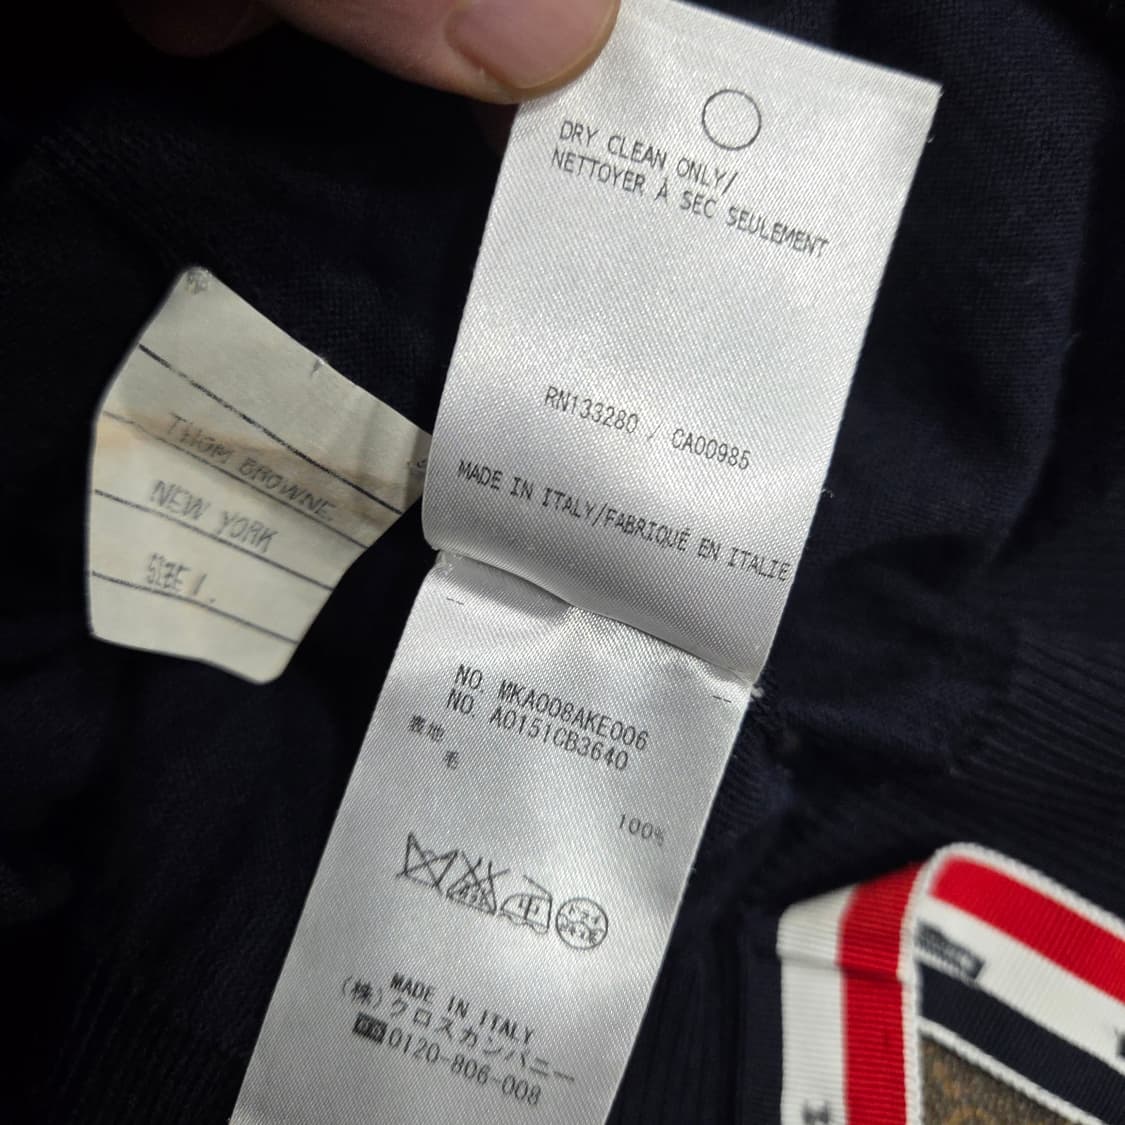 DRY CLEAN ONLY/
NETTOYER À SEC SEULEMENT
RN133280 / CA00985
MADE IN ITALY/FABRIQUÉ EN ITALIE
THOM BROWNE.
NEW YORK
SIZE 1.
NO. MKA008AKE006
NO. A0151CB3640
表地
毛
100%
MADE IN ITALY
(株)クロスカンパニー
0120-806-008